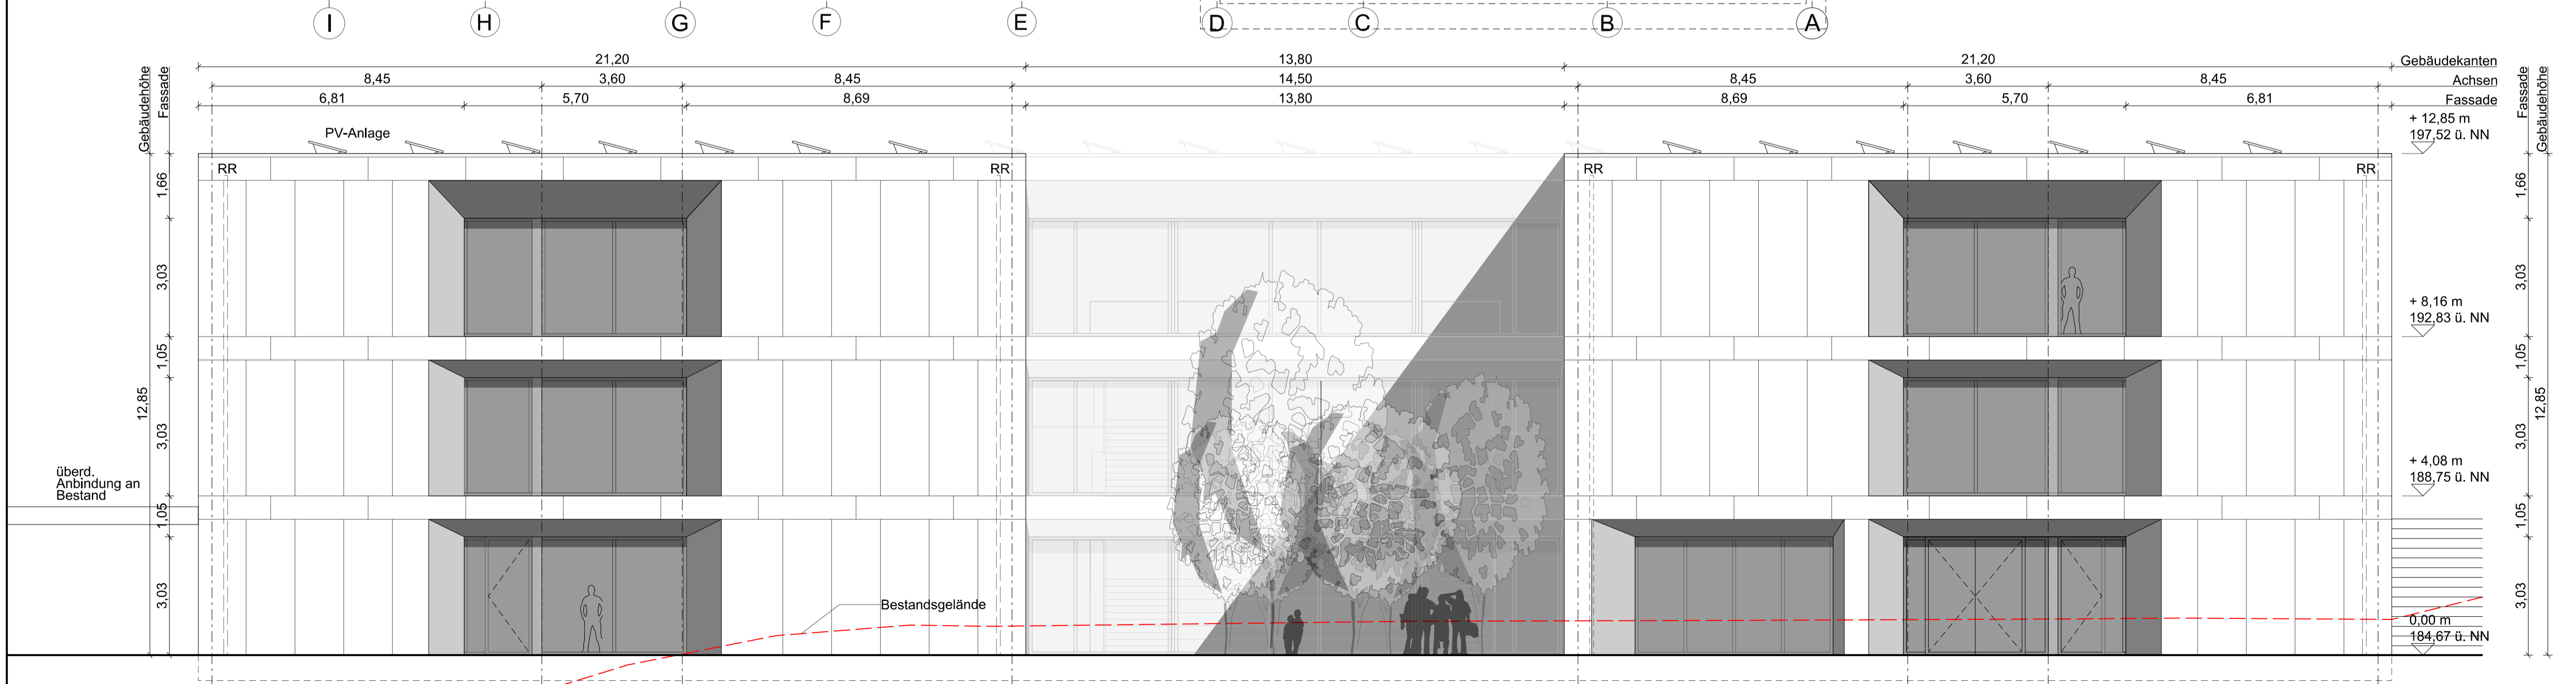 I H G F E D C B A
21,20 13,80 21,20 Gebäudekanten
8,45 3,60 8,45 14,50 8,45 3,60 8,45 Achsen
6,81 5,70 8,69 13,80 8,69 5,70 6,81 Fassade
Gebäudehöhe
Fassade
PV-Anlage
RR RR RR RR
1,66
3,03
1,05
3,03
1,05
3,03
12,85
überd.
Anbindung an
Bestand
Bestandsgelände
+ 12,85 m
197,52 ü. NN
+ 8,16 m
192,83 ü. NN
+ 4,08 m
188,75 ü. NN
0,00 m
184,67 ü. NN
Fassade
Gebäudehöhe
1,66
3,03
1,05
3,03
1,05
3,03
12,85